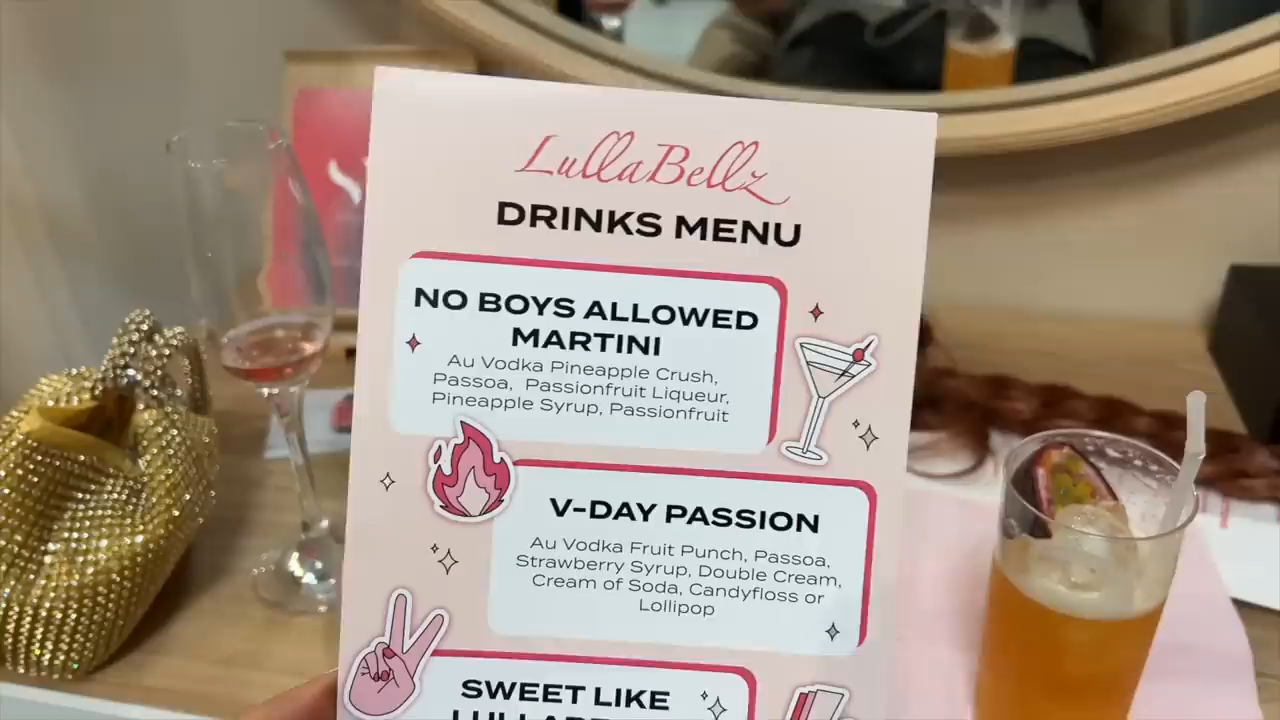 LullaBellz
DRINKS MENU
NO BOYS ALLOWED
MARTINI
Au Vodka Pineapple Crush,
Passoa, Passionfruit Liqueur,
Pineapple Syrup, Passionfruit
V-DAY PASSION
Au Vodka Fruit Punch, Passoa,
Strawberry Syrup, Double Cream,
Cream of Soda, Candyfloss or
Lollipop
SWEET LIKE